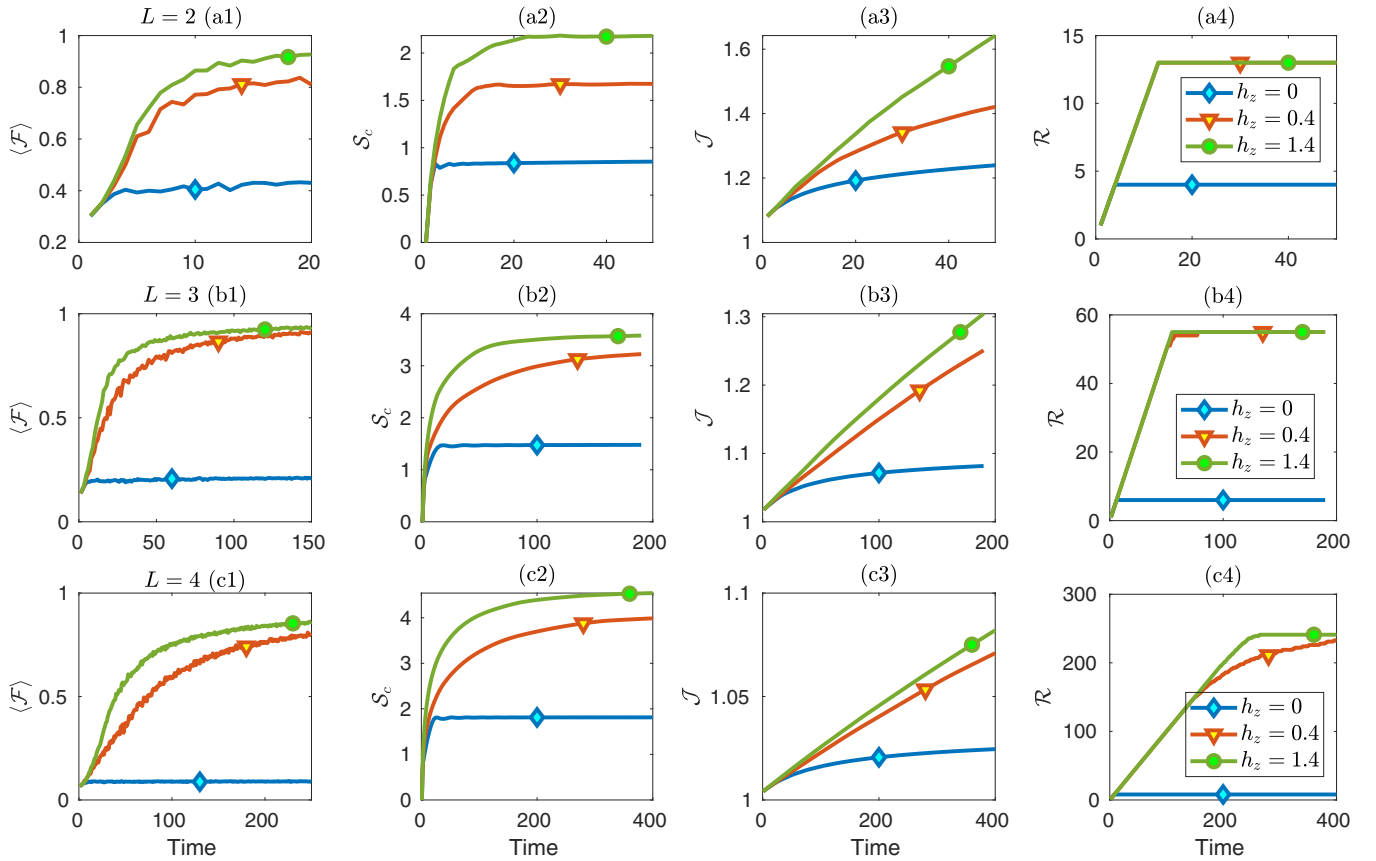 L = 2 (a1)
(a2)
(a3)
(a4)
1
0.8
0.6
0.4
0.2
⟨F⟩
0
10
20
2
1.5
1
0.5
0
S_c
0
20
40
1.6
1.4
1.2
1
J
0
20
40
15
10
5
0
R
0
20
40
h_z = 0
h_z = 0.4
h_z = 1.4
L = 3 (b1)
(b2)
(b3)
(b4)
1
0.5
0
⟨F⟩
0
50
100
150
4
3
2
1
0
S_c
0
100
200
1.3
1.2
1.1
1
J
0
100
200
60
40
20
0
R
0
100
200
h_z = 0
h_z = 0.4
h_z = 1.4
L = 4 (c1)
(c2)
(c3)
(c4)
1
0.5
0
⟨F⟩
0
100
200
Time
4
3
2
1
0
S_c
0
200
400
Time
1.1
1.05
1
J
0
200
400
Time
300
200
100
0
R
0
200
400
Time
h_z = 0
h_z = 0.4
h_z = 1.4